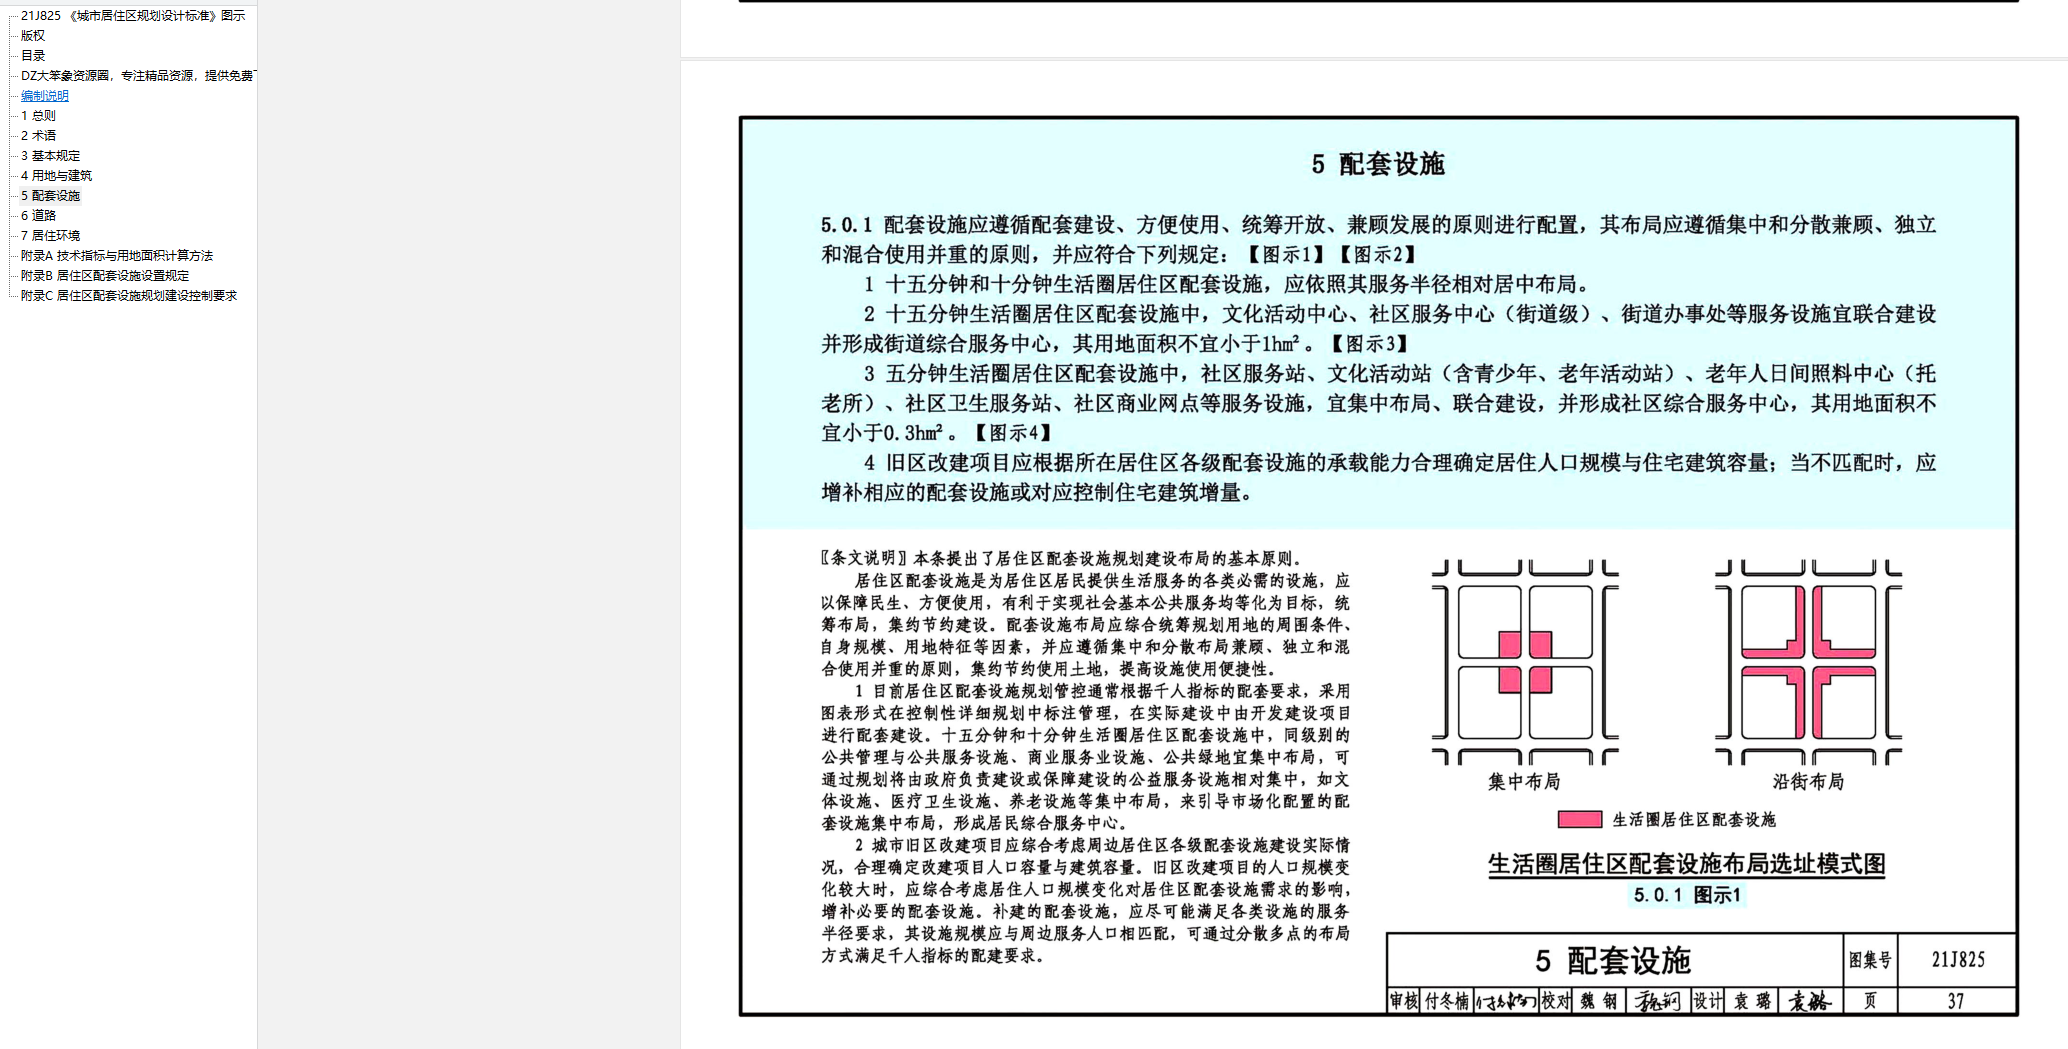 21J825 《城市居住区规划设计标准》图示
版权
目录
DZ大笨象资源圈，专注精品资源，提供免费
编制说明
1 总则
2 术语
3 基本规定
4 用地与建筑
5 配套设施
6 道路
7 居住环境
附录A 技术指标与用地面积计算方法
附录B 居住区配套设施设置规定
附录C 居住区配套设施规划建设控制要求
5 配套设施
5.0.1 配套设施应遵循配套建设、方便使用、统筹开放、兼顾发展的原则进行配置，其布局应遵循集中和分散兼顾、独立
和混合使用并重的原则，并应符合下列规定：【图示1】【图示2】
1 十五分钟和十分钟生活圈居住区配套设施，应依照其服务半径相对居中布局。
2 十五分钟生活圈居住区配套设施中，文化活动中心、社区服务中心（街道级）、街道办事处等服务设施宜联合建设
并形成街道综合服务中心，其用地面积不宜小于1hm²。【图示3】
3 五分钟生活圈居住区配套设施中，社区服务站、文化活动站（含青少年、老年活动站）、老年人日间照料中心（托
老所）、社区卫生服务站、社区商业网点等服务设施，宜集中布局、联合建设，并形成社区综合服务中心，其用地面积不
宜小于0.3hm²。【图示4】
4 旧区改建项目应根据所在居住区各级配套设施的承载能力合理确定居住人口规模与住宅建筑容量；当不匹配时，应
增补相应的配套设施或对应控制住宅建筑增量。
〖条文说明〗本条提出了居住区配套设施规划建设布局的基本原则。
居住区配套设施是为居住区居民提供生活服务的各类必需的设施，应
以保障民生、方便使用，有利于实现社会基本公共服务均等化为目标，统
筹布局，集约节约建设。配套设施布局应综合统筹规划用地的周围条件、
自身规模、用地特征等因素，并应遵循集中和分散布局兼顾、独立和混
合使用并重的原则，集约节约使用土地，提高设施使用便捷性。
1 目前居住区配套设施规划管控通常根据千人指标的配套要求，采用
图表形式在控制性详细规划中标注管理，在实际建设中由开发建设项目
进行配套建设。十五分钟和十分钟生活圈居住区配套设施中，同级别的
公共管理与公共服务设施、商业服务业设施、公共绿地宜集中布局，可
通过规划将由政府负责建设或保障建设的公益服务设施相对集中，如文
体设施、医疗卫生设施、养老设施等集中布局，来引导市场化配置的配
套设施集中布局，形成居民综合服务中心。
2 城市旧区改建项目应综合考虑周边居住区各级配套设施建设实际情
况，合理确定改建项目人口容量与建筑容量。旧区改建项目的人口规模变
化较大时，应综合考虑居住人口规模变化对居住区配套设施需求的影响，
增补必要的配套设施。补建的配套设施，应尽可能满足各类设施的服务
半径要求，其设施规模应与周边服务人口相匹配，可通过分散多点的布局
方式满足千人指标的配建要求。
集中布局 沿街布局
生活圈居住区配套设施
生活圈居住区配套设施布局选址模式图
5.0.1 图示1
5 配套设施 图集号 21J825
审核 付冬楠 校对 魏钢 魏钢 设计 袁璐 袁璐 页 37